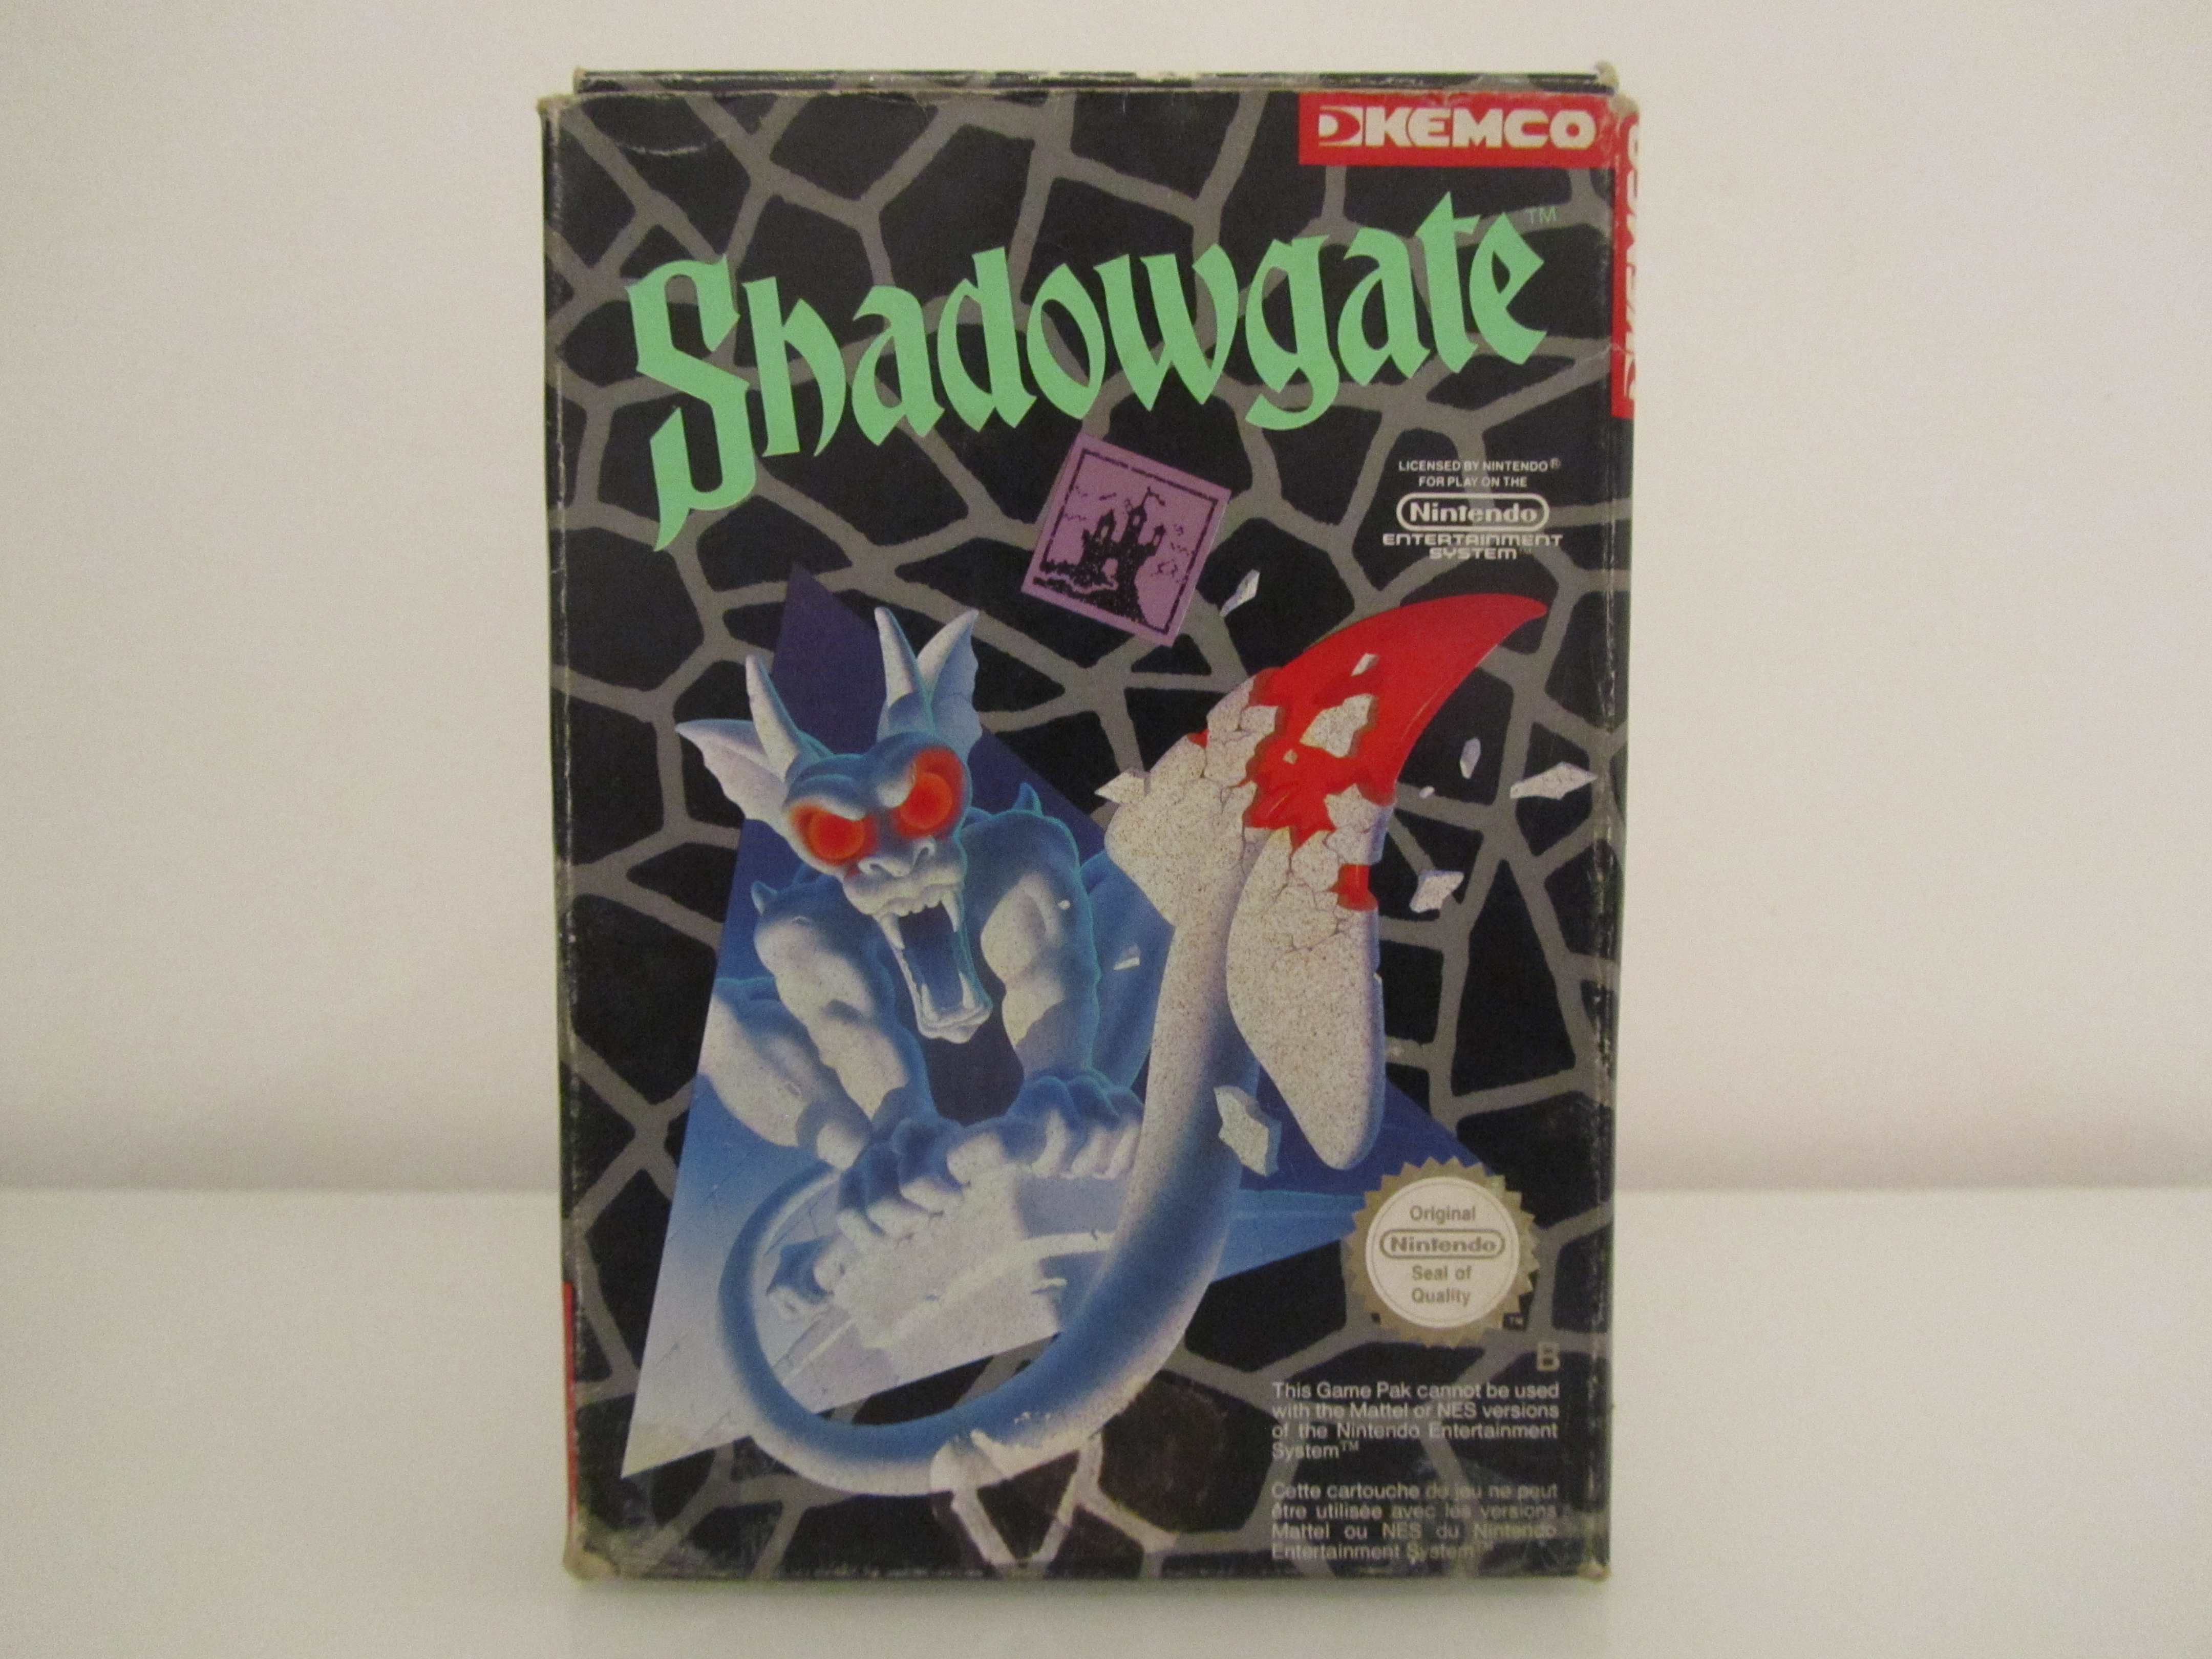 KEMCO
KEMCO
Shadowgate™
LICENSED BY NINTENDO®
FOR PLAY ON THE
Nintendo
ENTERTAINMENT
SYSTEM™
Original
Nintendo
Seal of
Quality
™
B
This Game Pak cannot be used
with the Mattel or NES versions
of the Nintendo Entertainment
System™
Cette cartouche de jeu ne peut
être utilisée avec les versions
Mattel ou NES du Nintendo
Entertainment System™